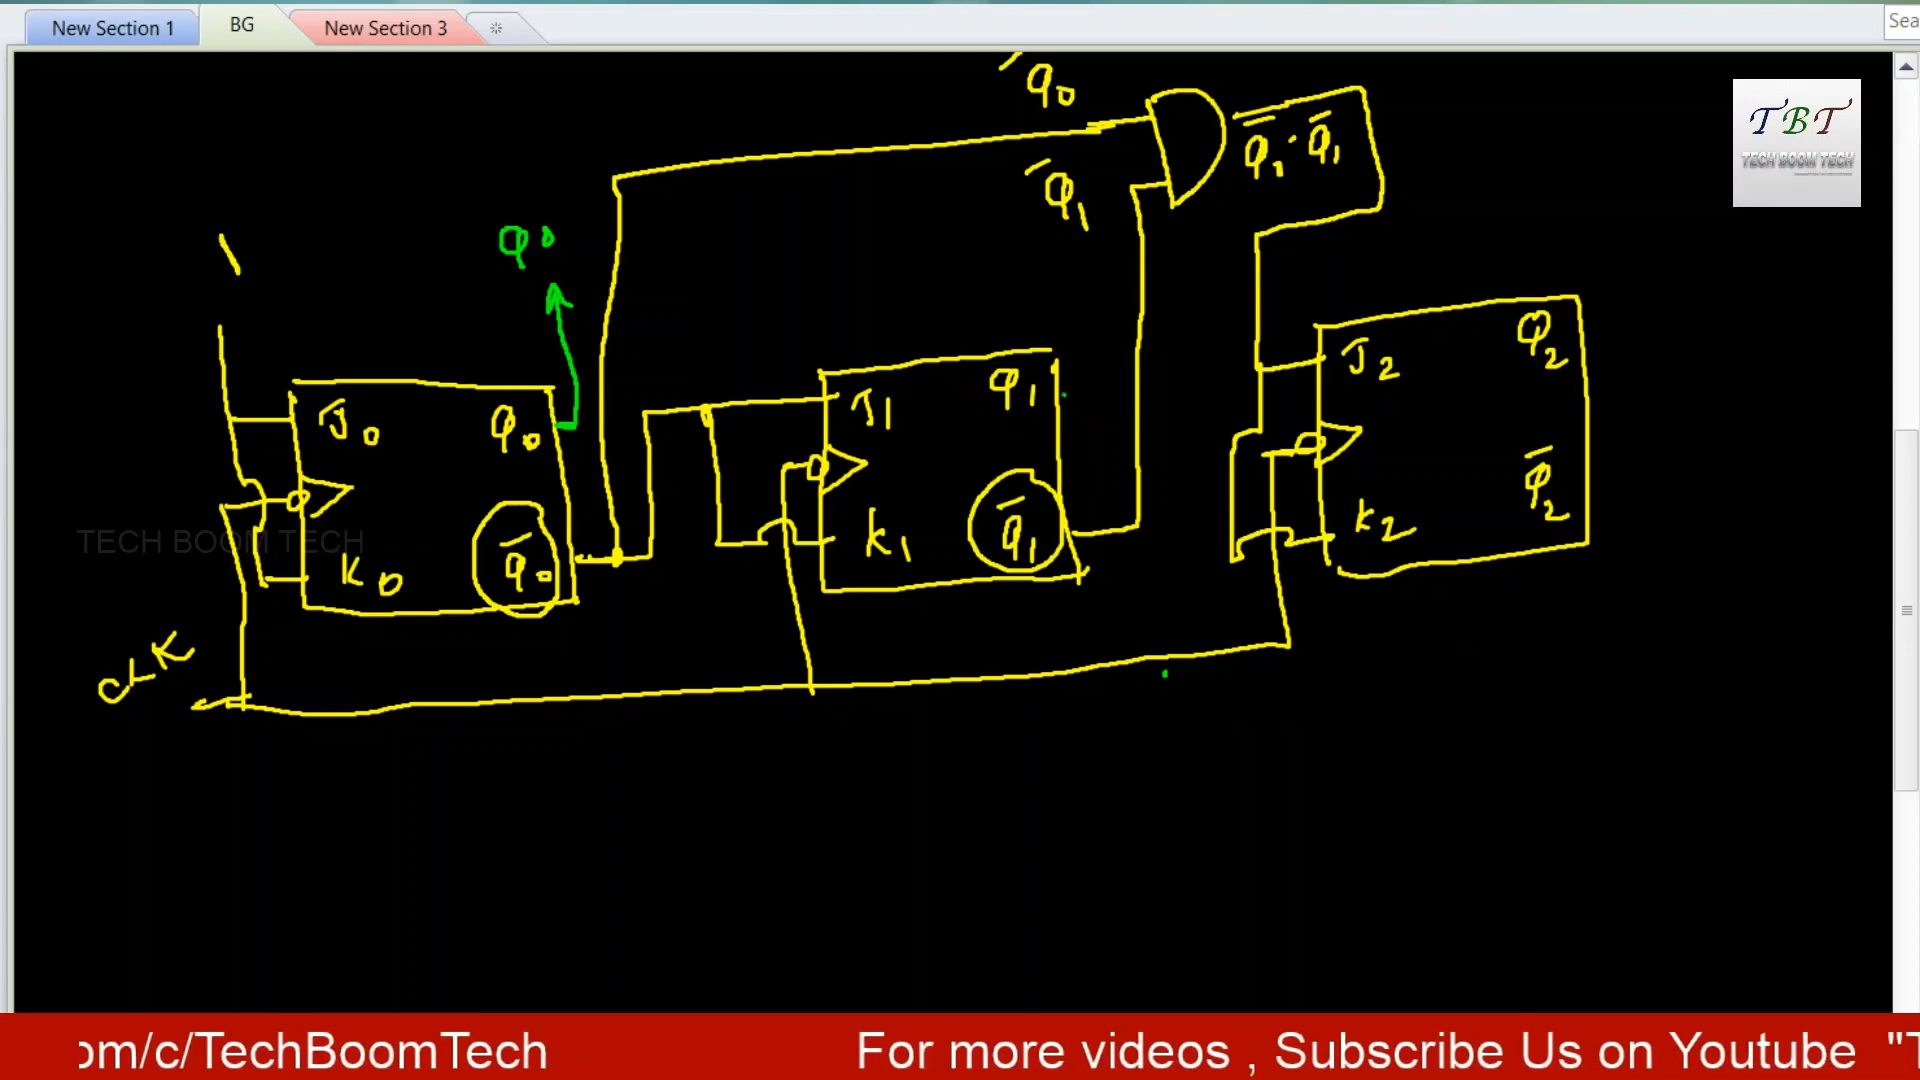 New Section 1
BG
New Section 3
Sea
TBT
TECH BOOM TECH
Q̄0
Q̄1
Q̄1 · Q̄1
Q0
J0
Q0
K0
Q̄0
J1
Q1
K1
Q̄1
J2
Q2
K2
Q̄2
CLK
TECH BOOM TECH
om/c/TechBoomTech
For more videos , Subscribe Us on Youtube "T